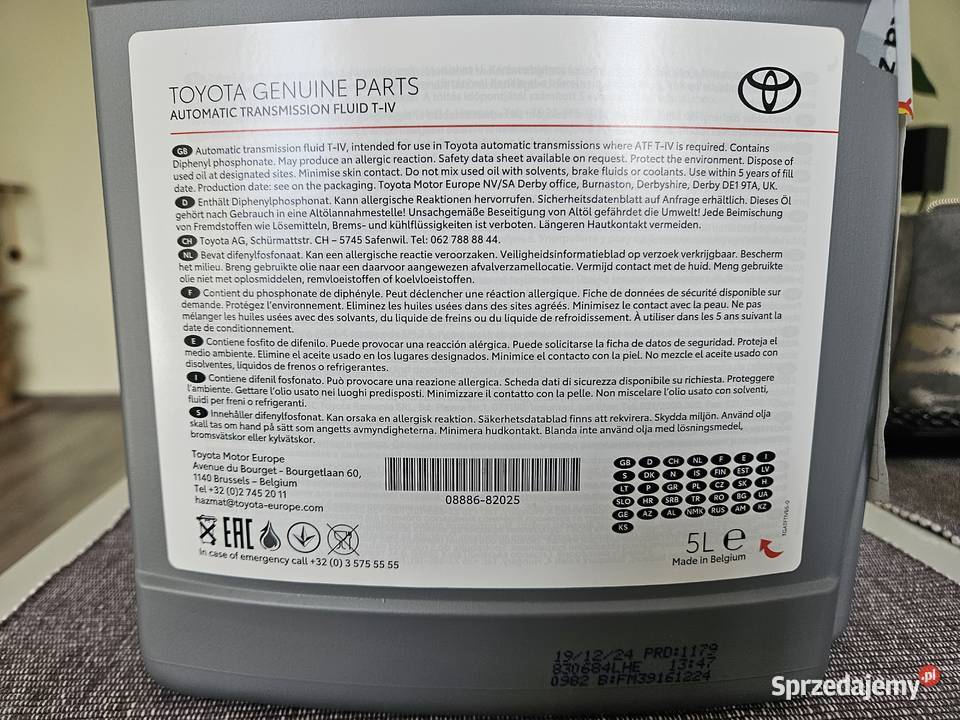 TOYOTA GENUINE PARTS
AUTOMATIC TRANSMISSION FLUID T-IV
GB Automatic transmission fluid T-IV, intended for use in Toyota automatic transmissions where ATF T-IV is required. Contains
Diphenyl phosphonate. May produce an allergic reaction. Safety data sheet available on request. Protect the environment. Dispose of
used oil at designated sites. Minimise skin contact. Do not mix used oil with solvents, brake fluids or coolants. Use within 5 years of fill
date. Production date: see on the packaging. Toyota Motor Europe NV/SA Derby office, Burnaston, Derbyshire, Derby DE1 9TA, UK.
D Enthält Diphenylphosphonat. Kann allergische Reaktionen hervorrufen. Sicherheitsdatenblatt auf Anfrage erhältlich. Dieses Öl
gehört nach Gebrauch in eine Altölannahmestelle! Unsachgemäße Beseitigung von Altöl gefährdet die Umwelt! Jede Beimischung
von Fremdstoffen wie Lösemitteln, Brems- und kühlflüssigkeiten ist verboten. Längeren Hautkontakt vermeiden.
CH Toyota AG, Schürmattstr. CH – 5745 Safenwil. Tel: 062 788 88 44.
NL Bevat difenylfosfonaat. Kan een allergische reactie veroorzaken. Veiligheidsinformatieblad op verzoek verkrijgbaar. Bescherm
het milieu. Breng gebruikte olie naar een daarvoor aangewezen afvalverzamellocatie. Vermijd contact met de huid. Meng gebruikte
olie niet met oplosmiddelen, remvloeistoffen of koelvloeistoffen.
F Contient du phosphonate de diphényle. Peut déclencher une réaction allergique. Fiche de données de sécurité disponible sur
demande. Protégez l'environnement. Eliminez les huiles usées dans des sites agréés. Minimisez le contact avec la peau. Ne pas
mélanger les huiles usées avec des solvants, du liquide de freins ou du liquide de refroidissement. À utiliser dans les 5 ans suivant la
date de conditionnement.
E Contiene fosfito de difenilo. Puede provocar una reacción alérgica. Puede solicitarse la ficha de datos de seguridad. Proteja el
medio ambiente. Elimine el aceite usado en los lugares designados. Minimice el contacto con la piel. No mezcle el aceite usado con
disolventes, líquidos de frenos o refrigerantes.
I Contiene difenil fosfonato. Può provocare una reazione allergica. Scheda dati di sicurezza disponibile su richiesta. Proteggere
l'ambiente. Gettare l'olio usato nei luoghi predisposti. Minimizzare il contatto con la pelle. Non miscelare l'olio usato con solventi,
fluidi per freni o refrigeranti.
S Innehåller difenylfosfonat. Kan orsaka en allergisk reaktion. Säkerhetsdatablad finns att rekvirera. Skydda miljön. Använd olja
skall tas om hand på sätt som angetts avmyndigheterna. Minimera hudkontakt. Blanda inte använd olja med lösningsmedel,
bromsvätskor eller kylvätskor.
Toyota Motor Europe
Avenue du Bourget - Bourgetlaan 60,
1140 Brussels – Belgium
Tel +32 (0)2 745 20 11
hazmat@toyota-europe.com
08886-82025
GB D CH NL F E I
S DK N IS FIN EST LV
LT P GR PL CZ SK H
SLO HR SRB TR RO BG UA
GE AZ AL NMK RUS AM KZ
KS
EAC
In case of emergency call +32 (0) 3 575 55 55
5L e
Made in Belgium
19/12/24 PRD:1179
830684LHE 13:47
0982 B:FM39161224
Sprzedajemy.pl